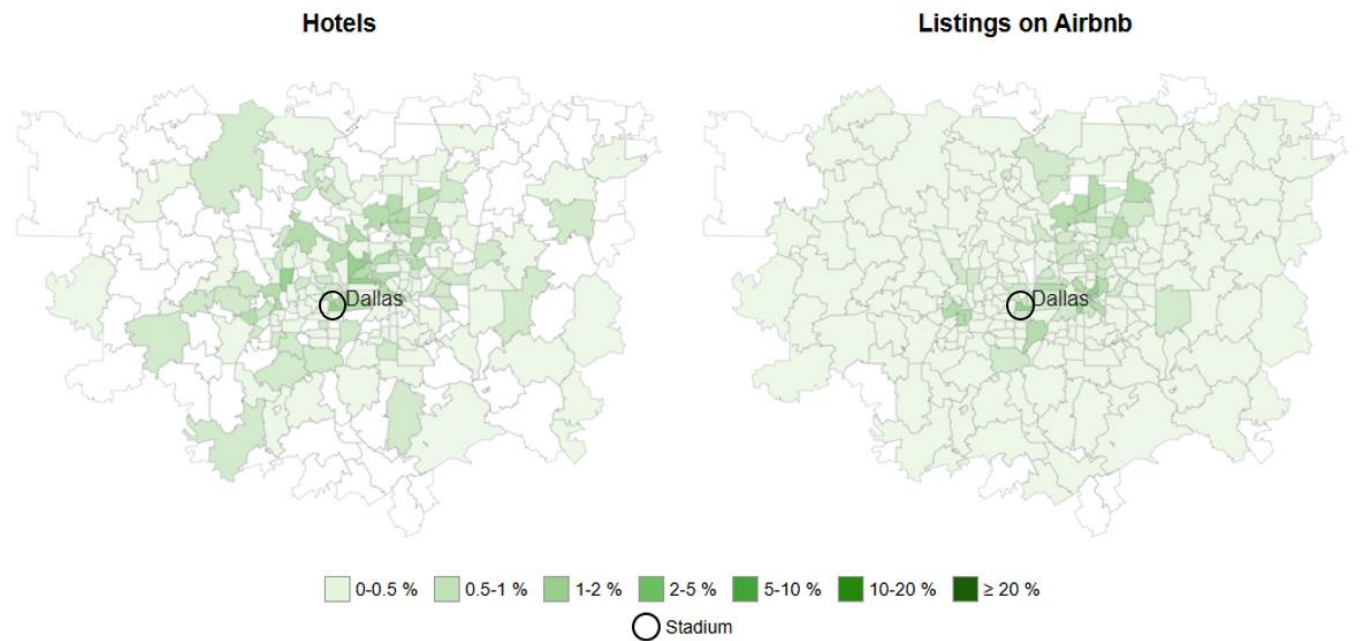 Hotels
Listings on Airbnb
Dallas
Dallas
0-0.5 %
0.5-1 %
1-2 %
2-5 %
5-10 %
10-20 %
≥ 20 %
Stadium